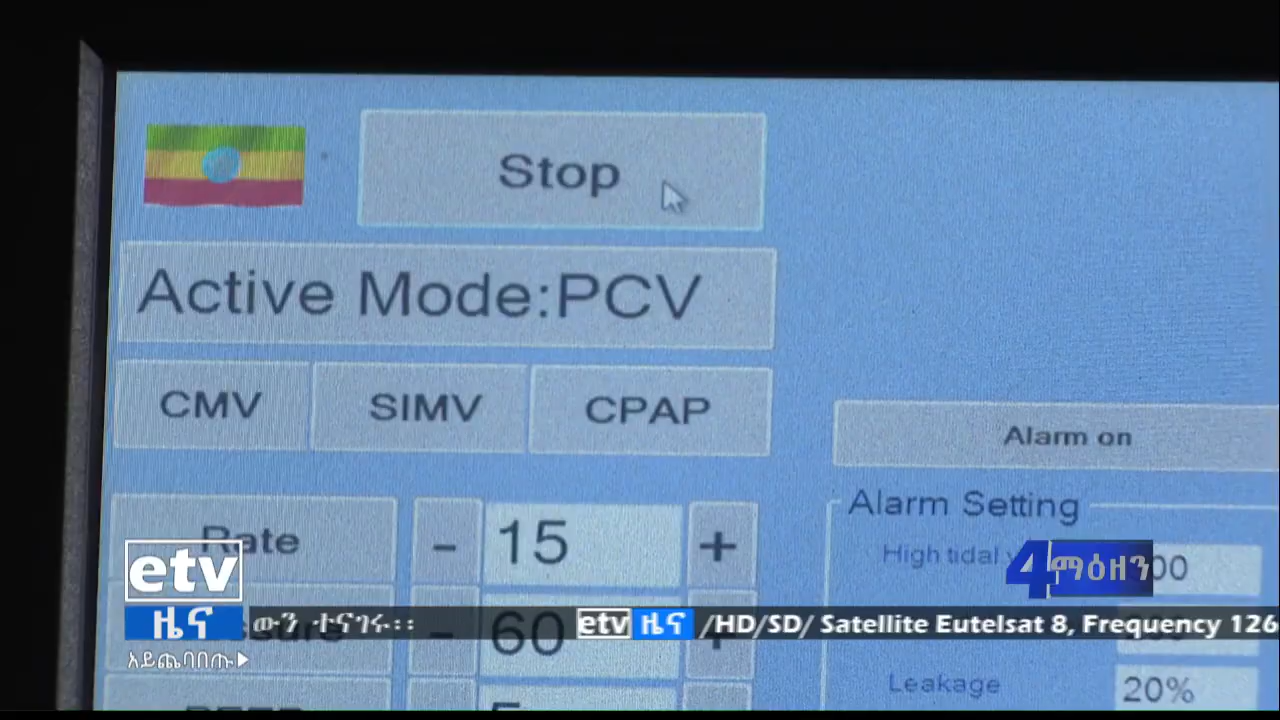 Stop
Active Mode:PCV
CMV SIMV CPAP
Alarm on
Alarm Setting
Rate - 15 +
High tidal
4 ማዕዘን
etv
ዜና
ውን ተናገሩ።
etv ዜና /HD/SD/ Satellite Eutelsat 8, Frequency 126
- 60 +
አይጨባበጡ
Leakage 20%